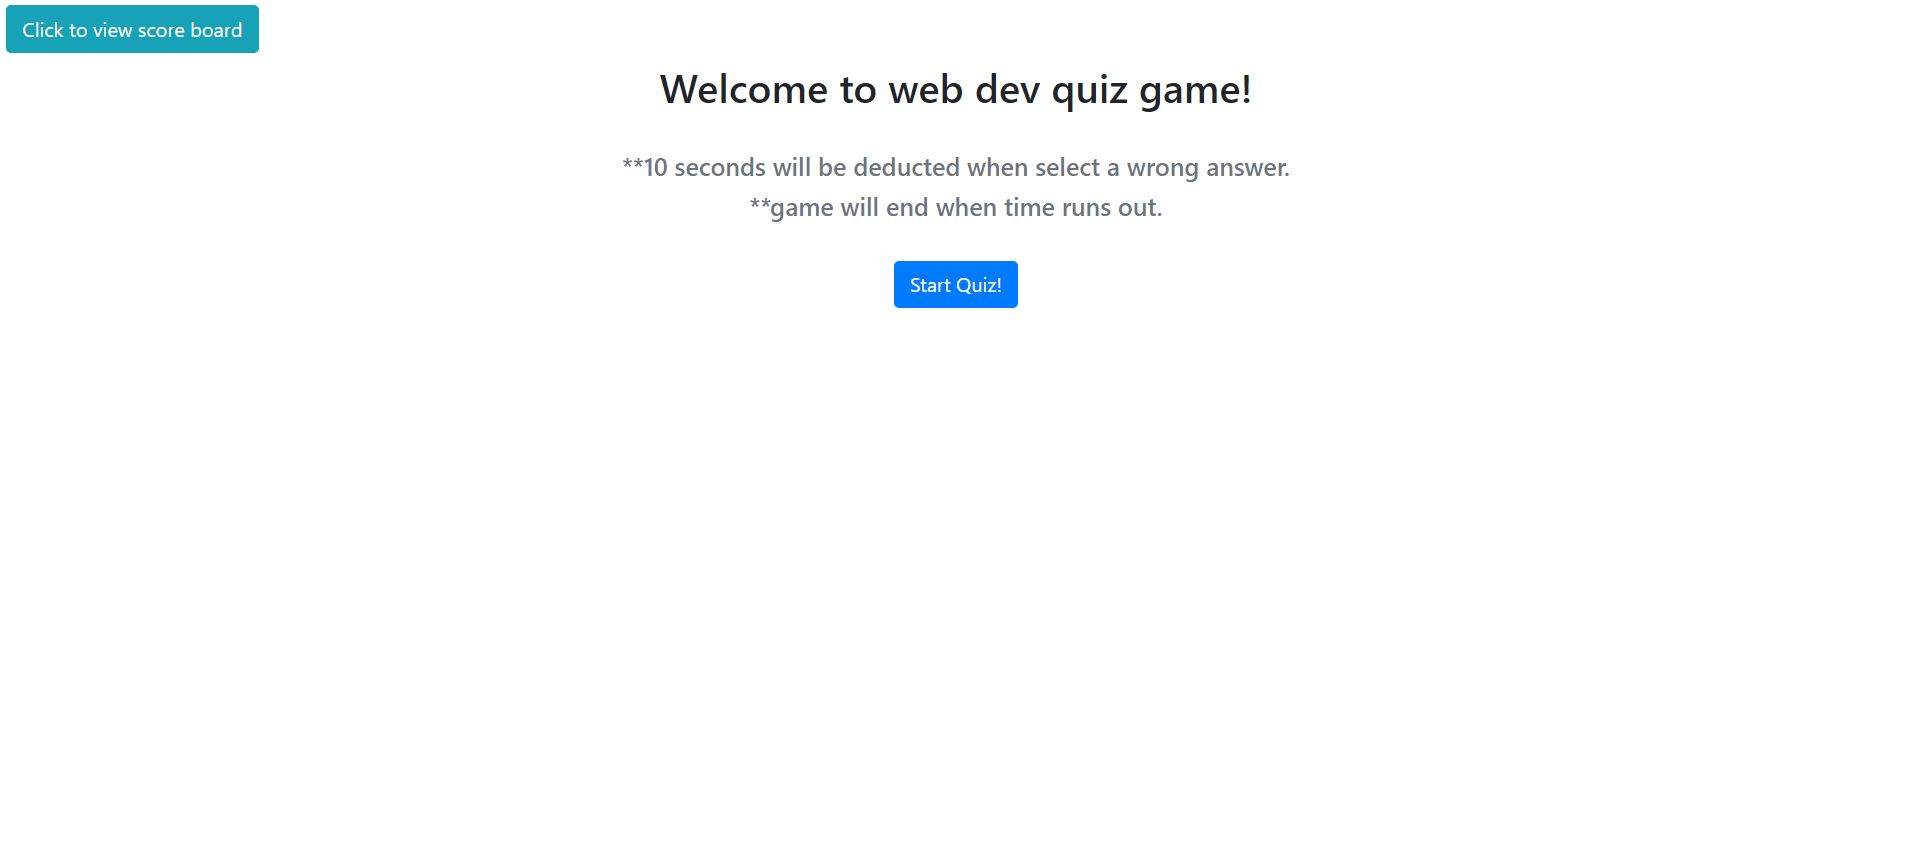 Click to view score board
Welcome to web dev quiz game!
**10 seconds will be deducted when select a wrong answer.
**game will end when time runs out.
Start Quiz!